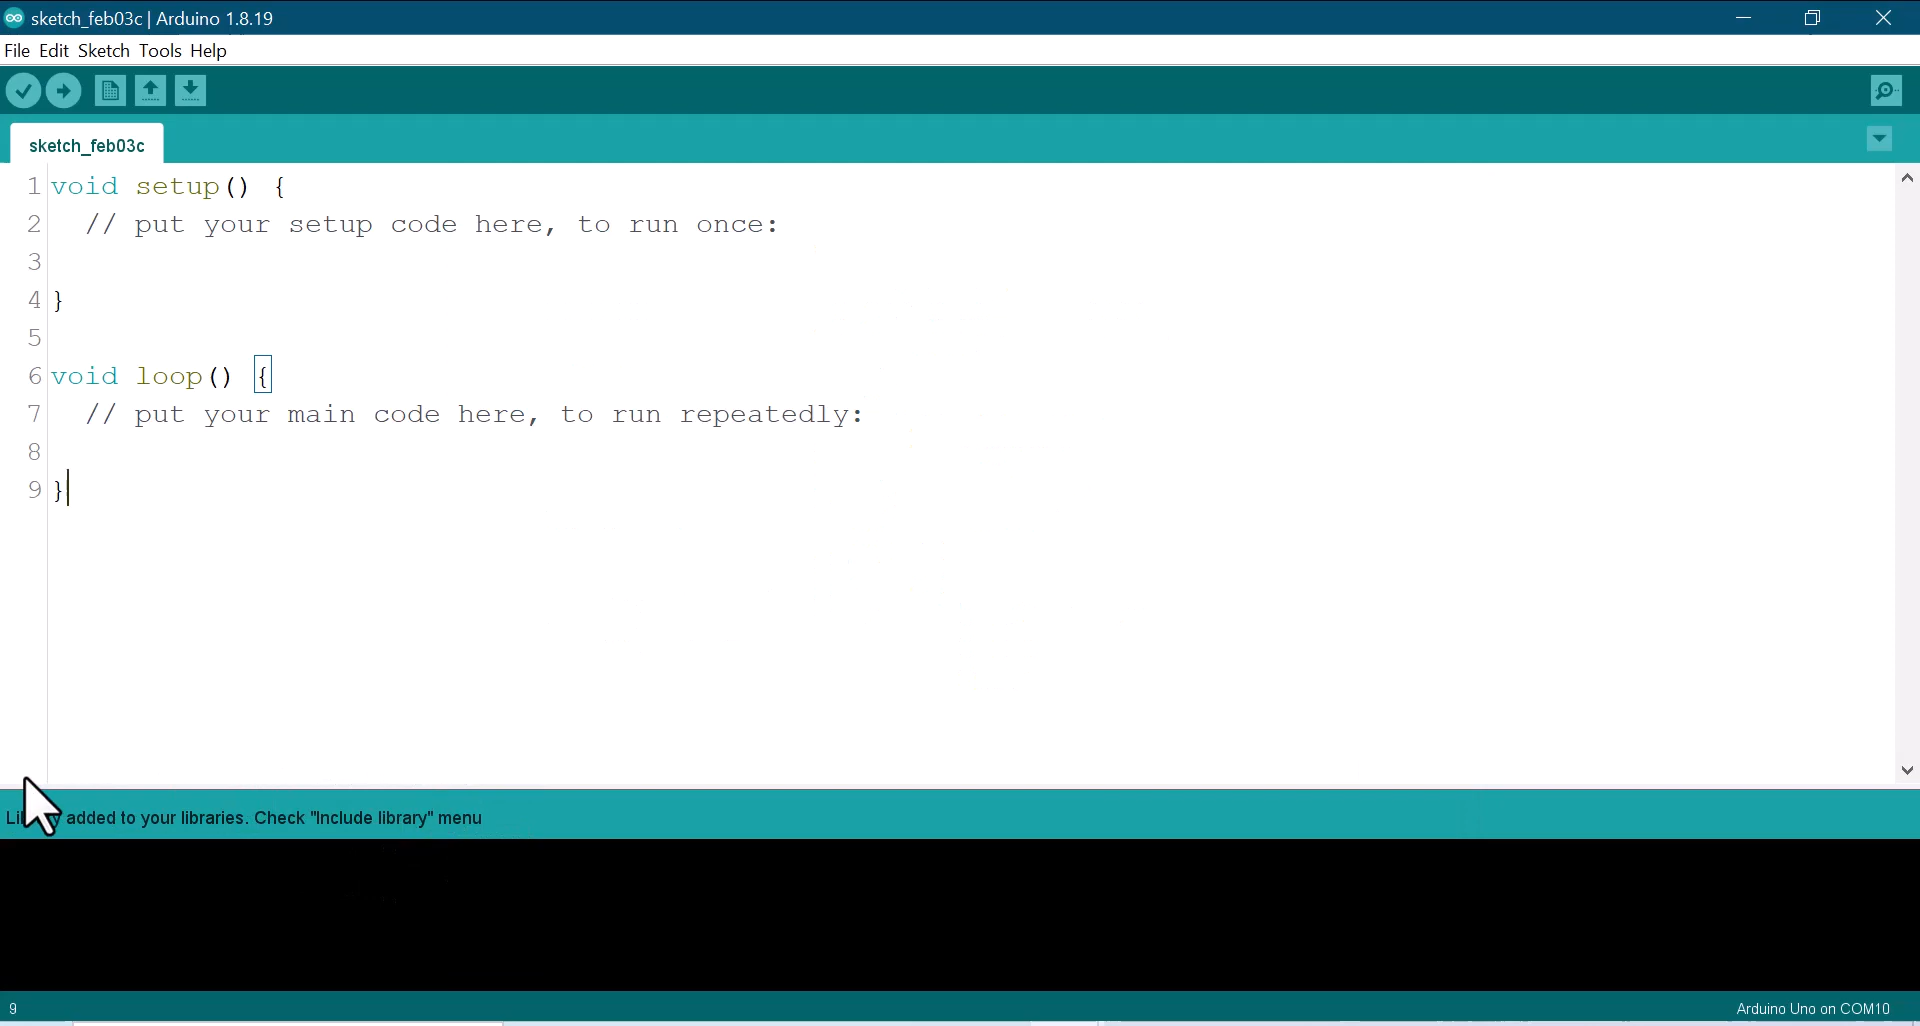 sketch_feb03c | Arduino 1.8.19
File Edit Sketch Tools Help
sketch_feb03c
1 void setup() {
2 // put your setup code here, to run once:
3
4 }
5
6 void loop() {
7 // put your main code here, to run repeatedly:
8
9 }
added to your libraries. Check "Include library" menu
9
Arduino Uno on COM10